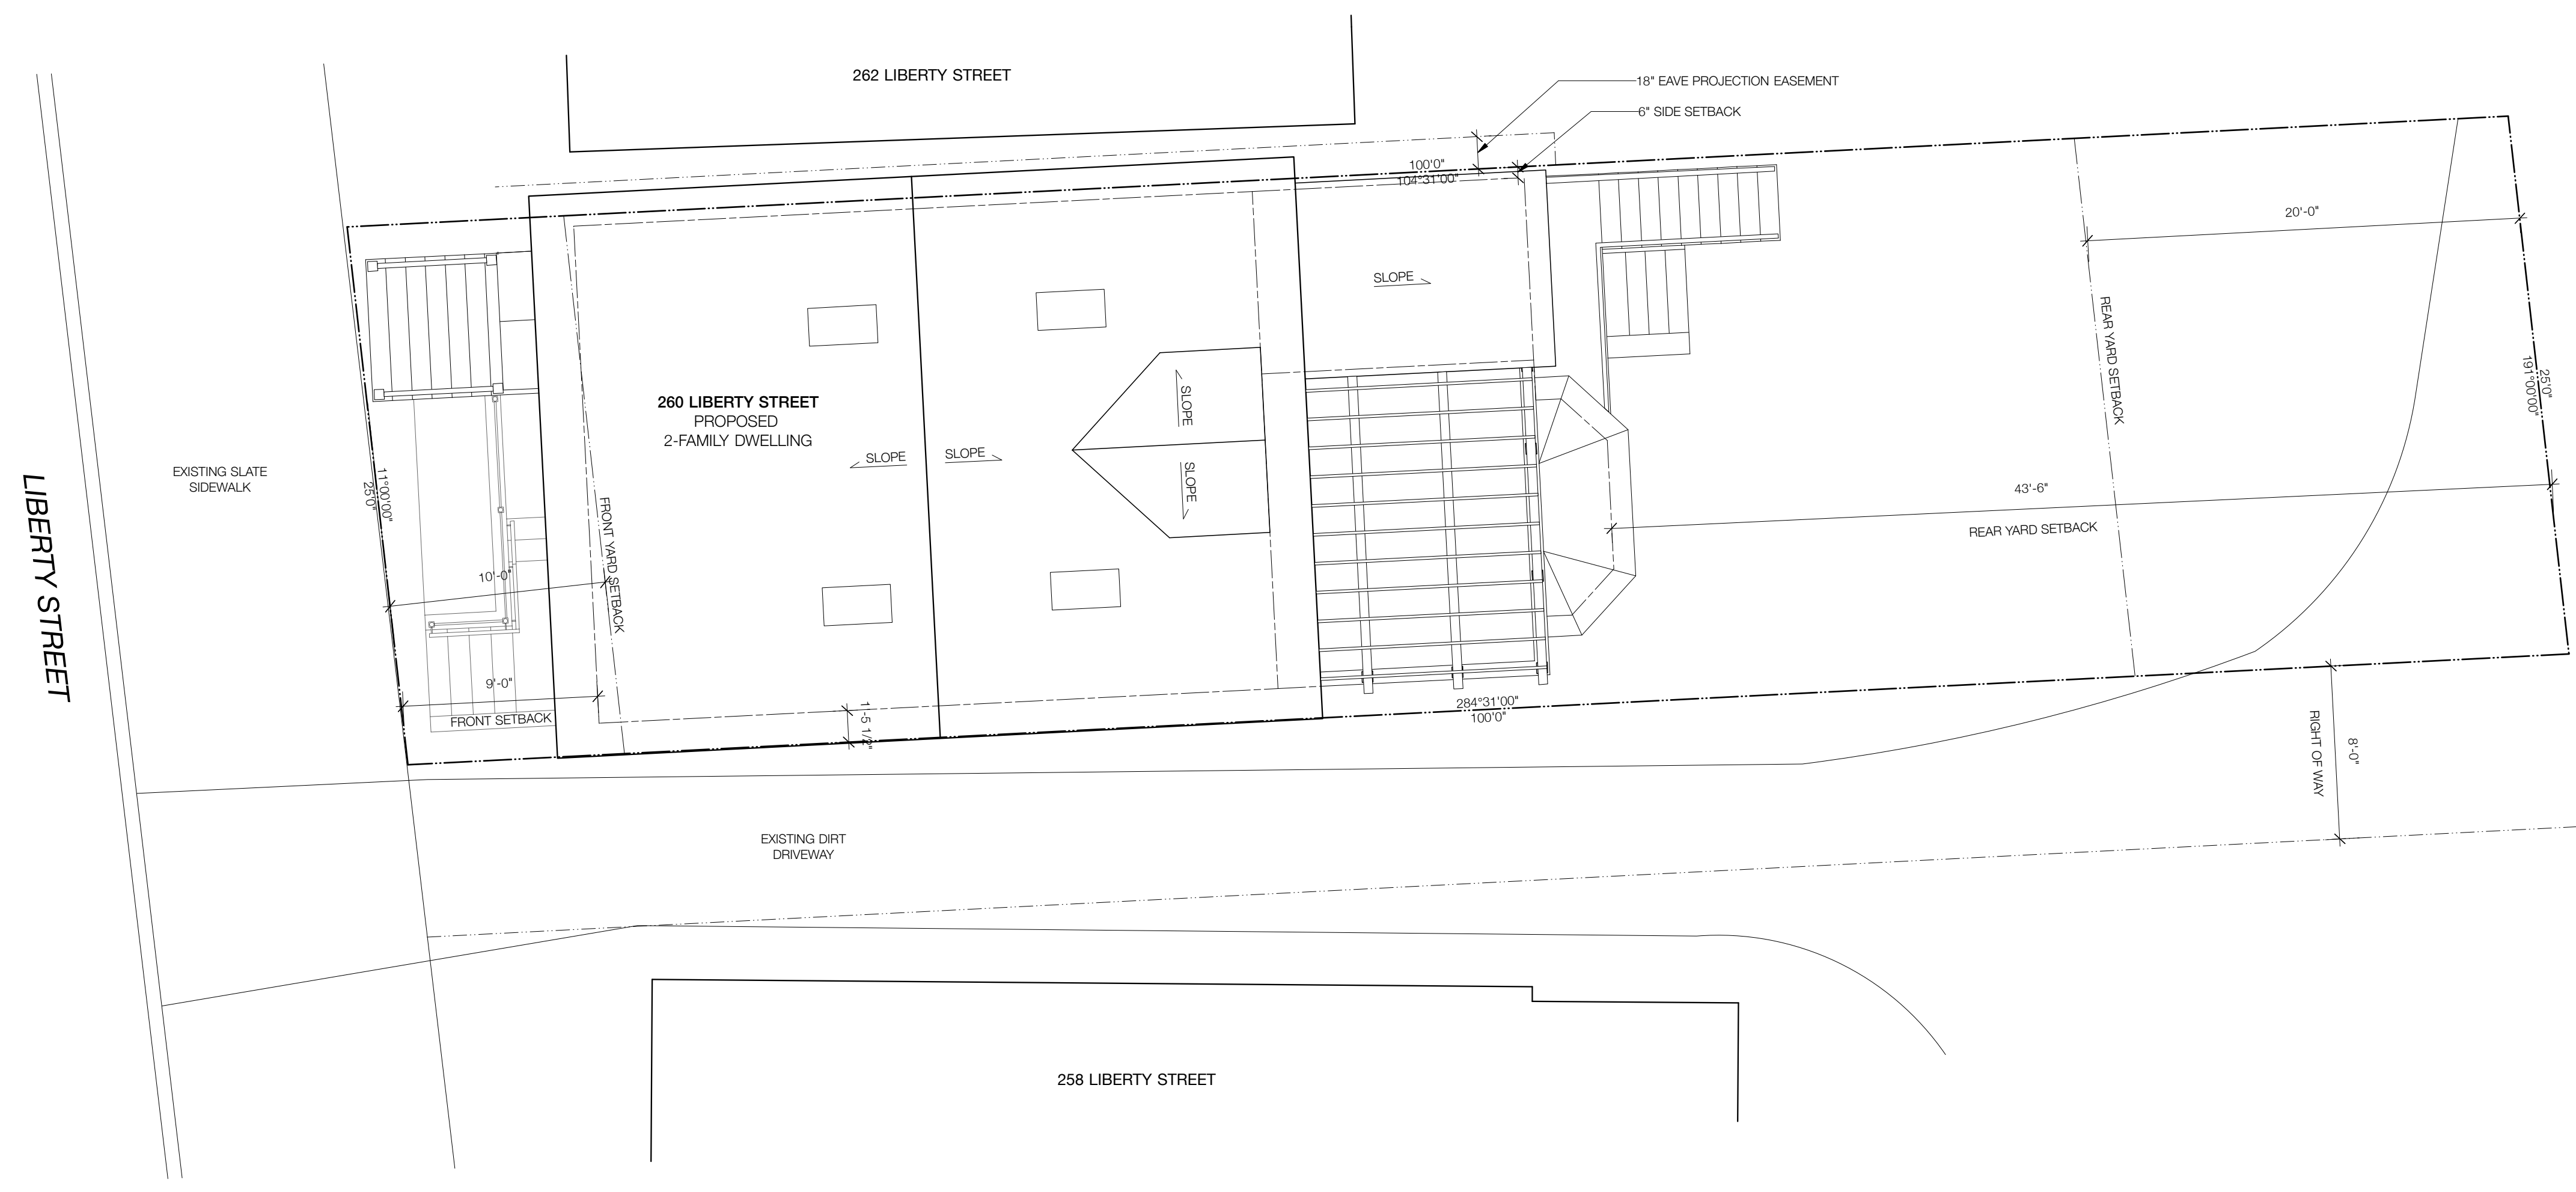 262 LIBERTY STREET
18" EAVE PROJECTION EASEMENT
6" SIDE SETBACK
100'0"
104°31'00"
20'-0"
SLOPE
REAR YARD SETBACK
25'0"
191°00'00"
260 LIBERTY STREET
PROPOSED
2-FAMILY DWELLING
SLOPE
SLOPE
SLOPE
SLOPE
EXISTING SLATE
SIDEWALK
LIBERTY STREET
11°00'00"
25'0"
FRONT YARD SETBACK
43'-6"
REAR YARD SETBACK
10'-0"
9'-0"
FRONT SETBACK
1'-5 1/2"
284°31'00"
100'0"
RIGHT OF WAY
8'-0"
EXISTING DIRT
DRIVEWAY
258 LIBERTY STREET